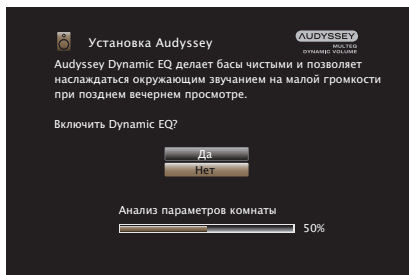 Установка Audyssey
AUDYSSEY
MULTEQ
DYNAMIC VOLUME
Audyssey Dynamic EQ делает басы чистыми и позволяет
наслаждаться окружающим звучанием на малой громкости
при позднем вечернем просмотре.
Включить Dynamic EQ?
Да
Нет
Анализ параметров комнаты
50%